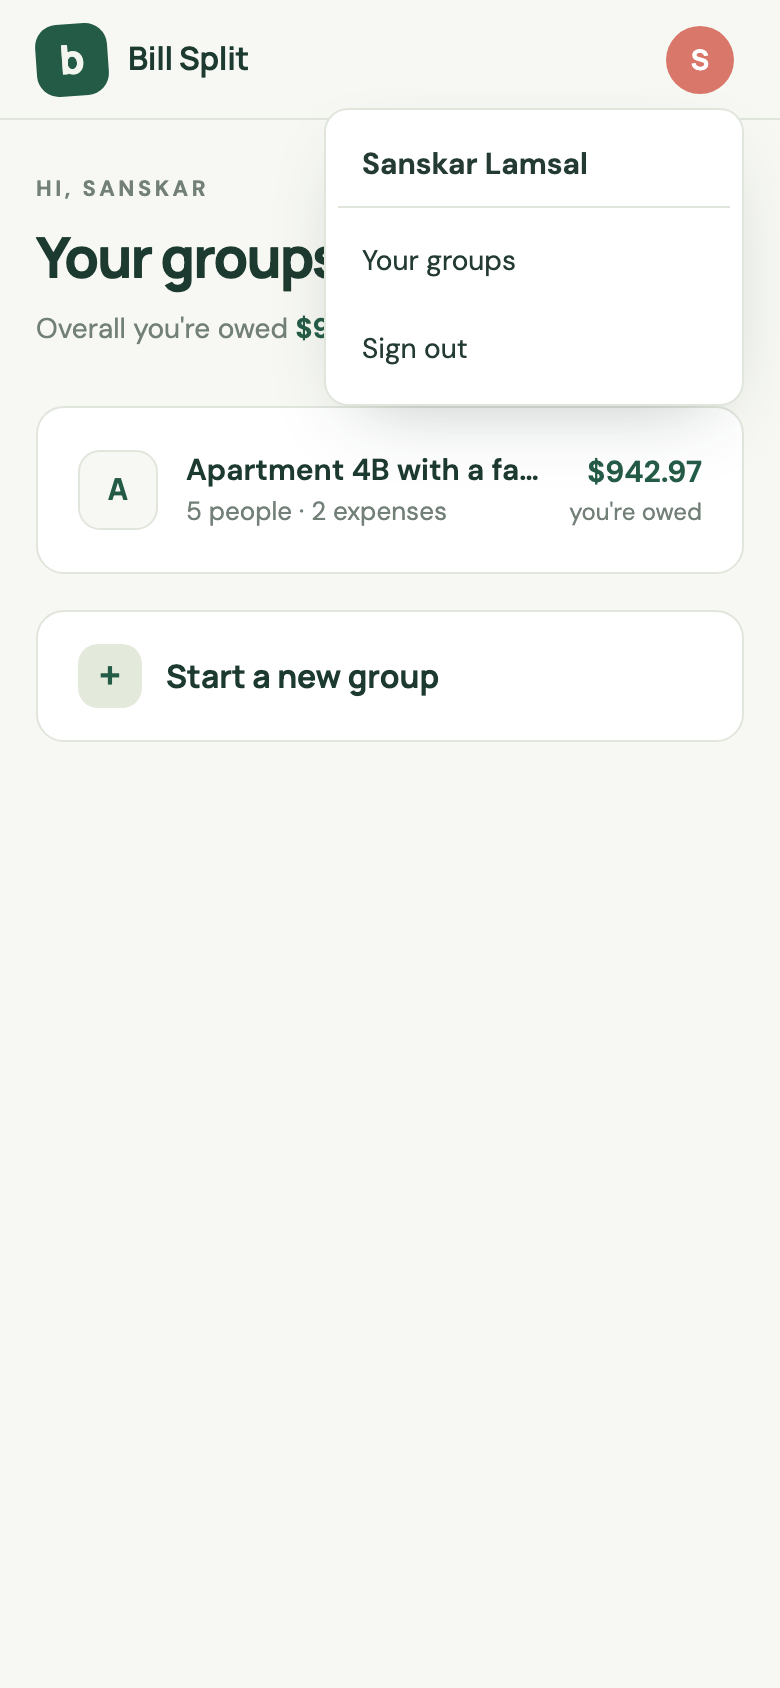 b
Bill Split
S
Sanskar Lamsal
Your groups
Sign out
HI, SANSKAR
Your groups
Overall you're owed $9
A
Apartment 4B with a fa...
5 people · 2 expenses
$942.97
you're owed
+
Start a new group